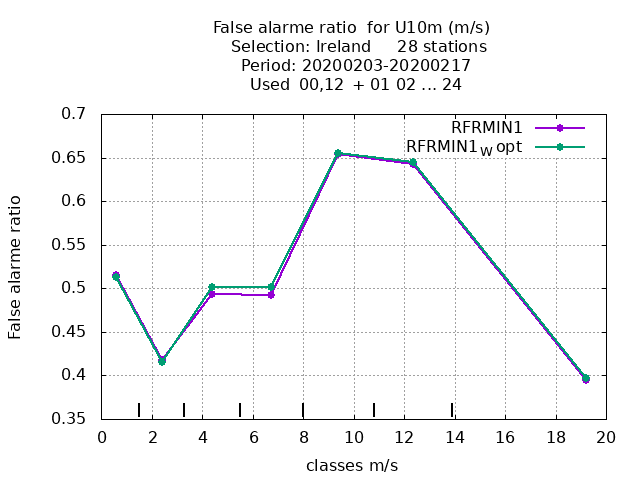 False alarme ratio  for U10m (m/s)
Selection: Ireland     28 stations
Period: 20200203-20200217
Used  00,12  + 01 02 ... 24
RFRMIN1
RFRMIN1W opt
False alarme ratio
0.7
0.65
0.6
0.55
0.5
0.45
0.4
0.35
0 2 4 6 8 10 12 14 16 18 20
classes m/s